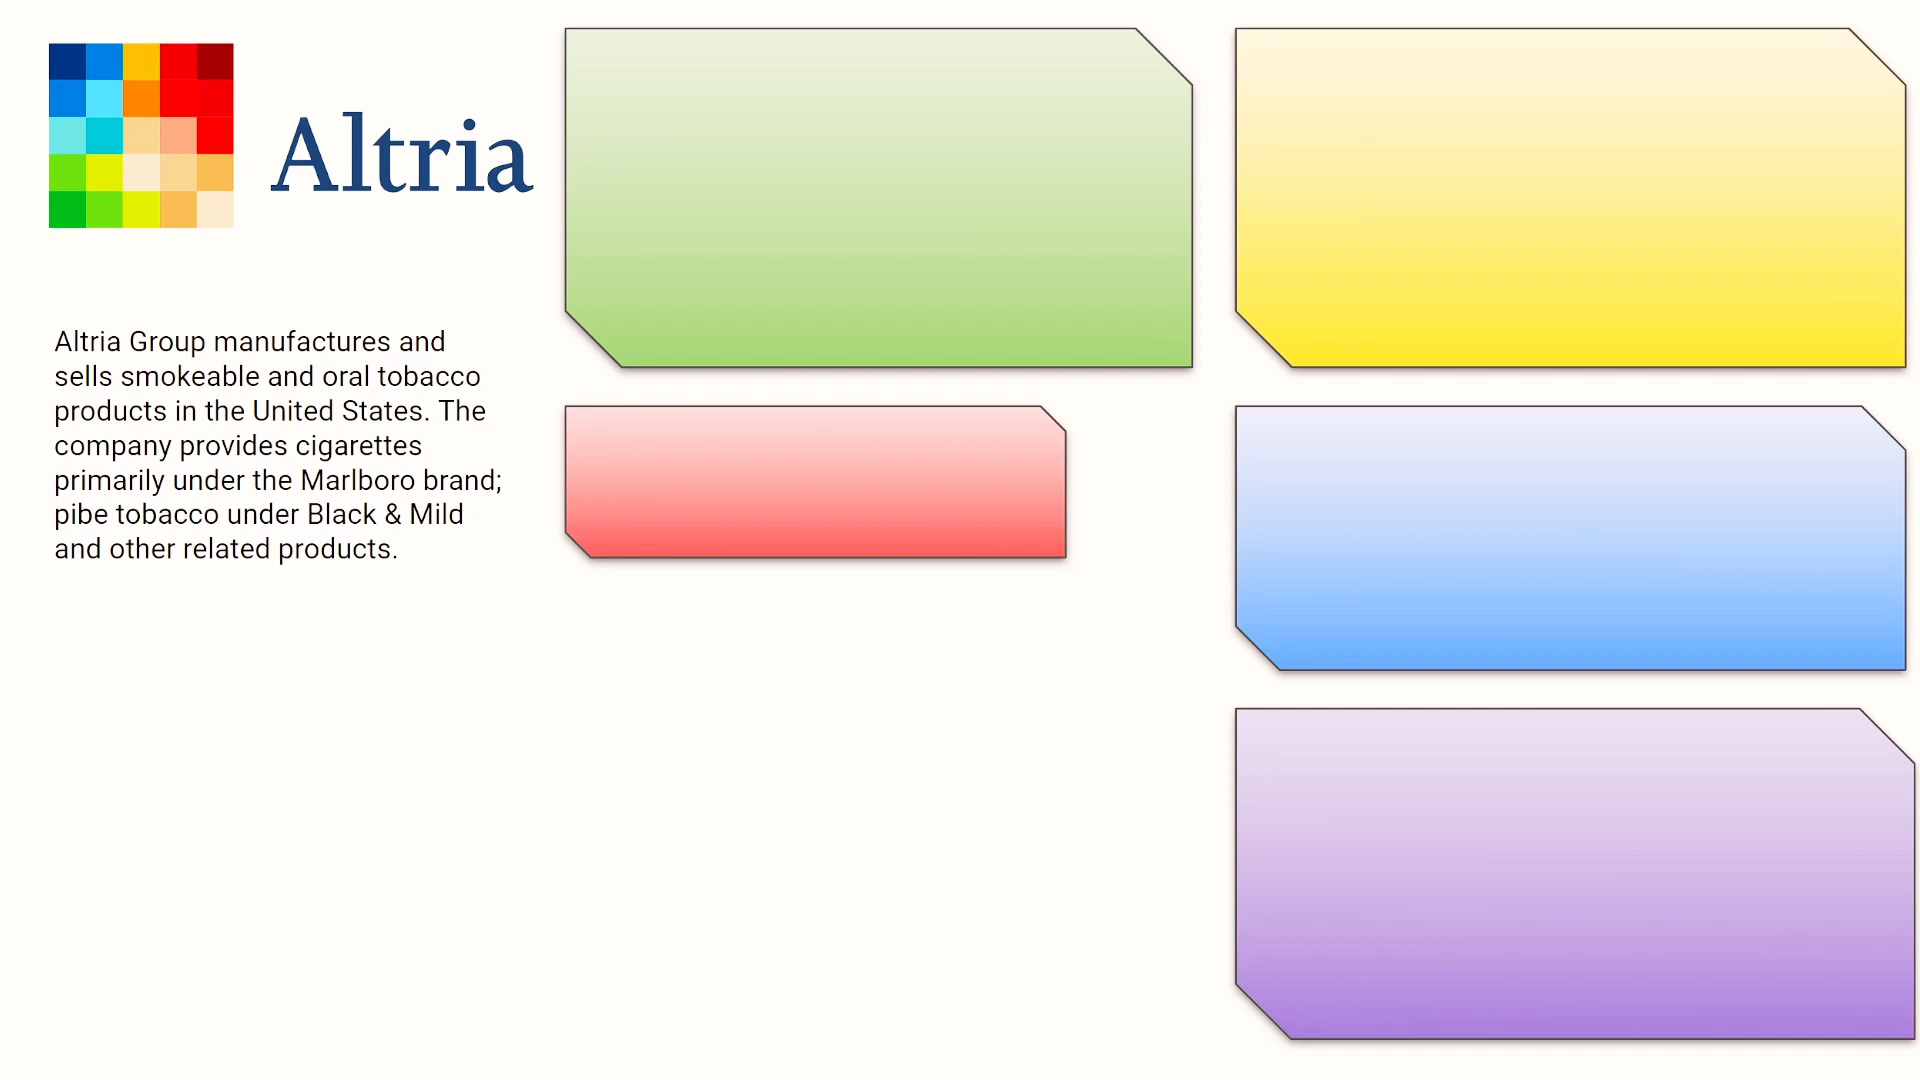 Altria
Altria Group manufactures and
sells smokeable and oral tobacco
products in the United States. The
company provides cigarettes
primarily under the Marlboro brand;
pibe tobacco under Black & Mild
and other related products.